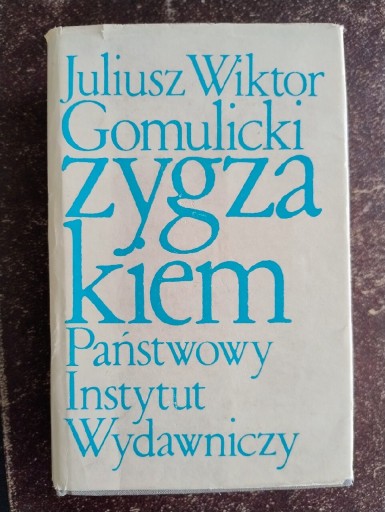 Juliusz Wiktor
Gomulicki
zygza
kiem
Państwowy
Instytut
Wydawniczy